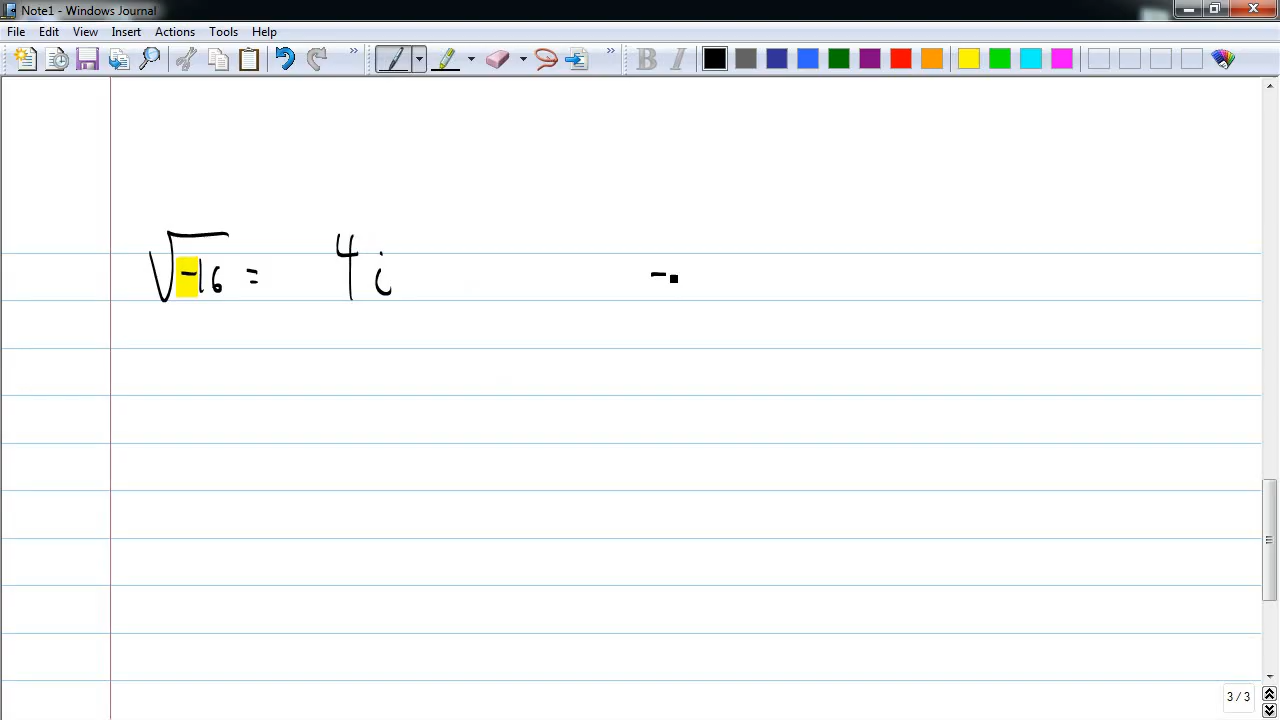 Note1 - Windows Journal
File Edit View Insert Actions Tools Help
» » B I
√-16 = 4i -
3 / 3